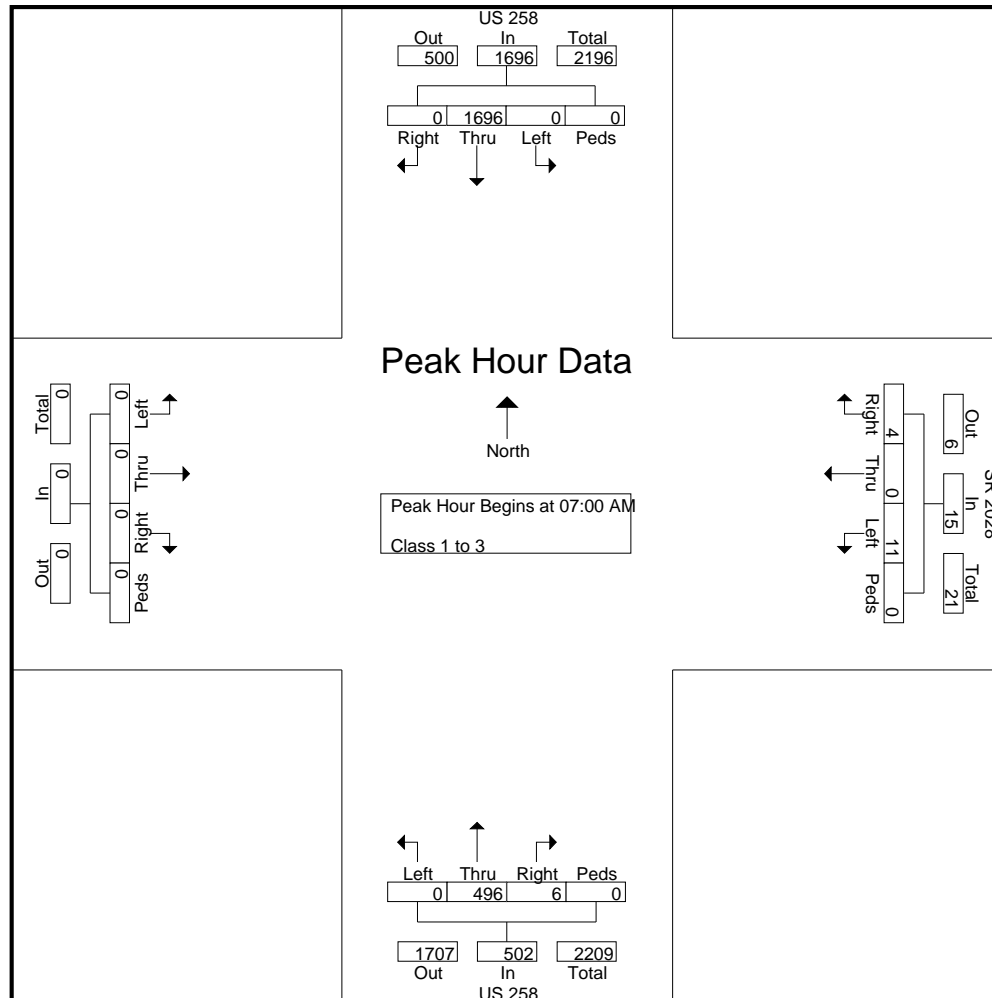 US 258
Out In Total
500 1696 2196
0 1696 0 0
Right Thru Left Peds
Peak Hour Data
North
Peak Hour Begins at 07:00 AM
Class 1 to 3
Total In Out
0 0 0
0 0 0 0
Left Thru Right Peds
Right Thru Left Peds
4 0 11 0
Out In Total
6 15 21
SR 2028
Left Thru Right Peds
0 496 6 0
1707 502 2209
Out In Total
US 258